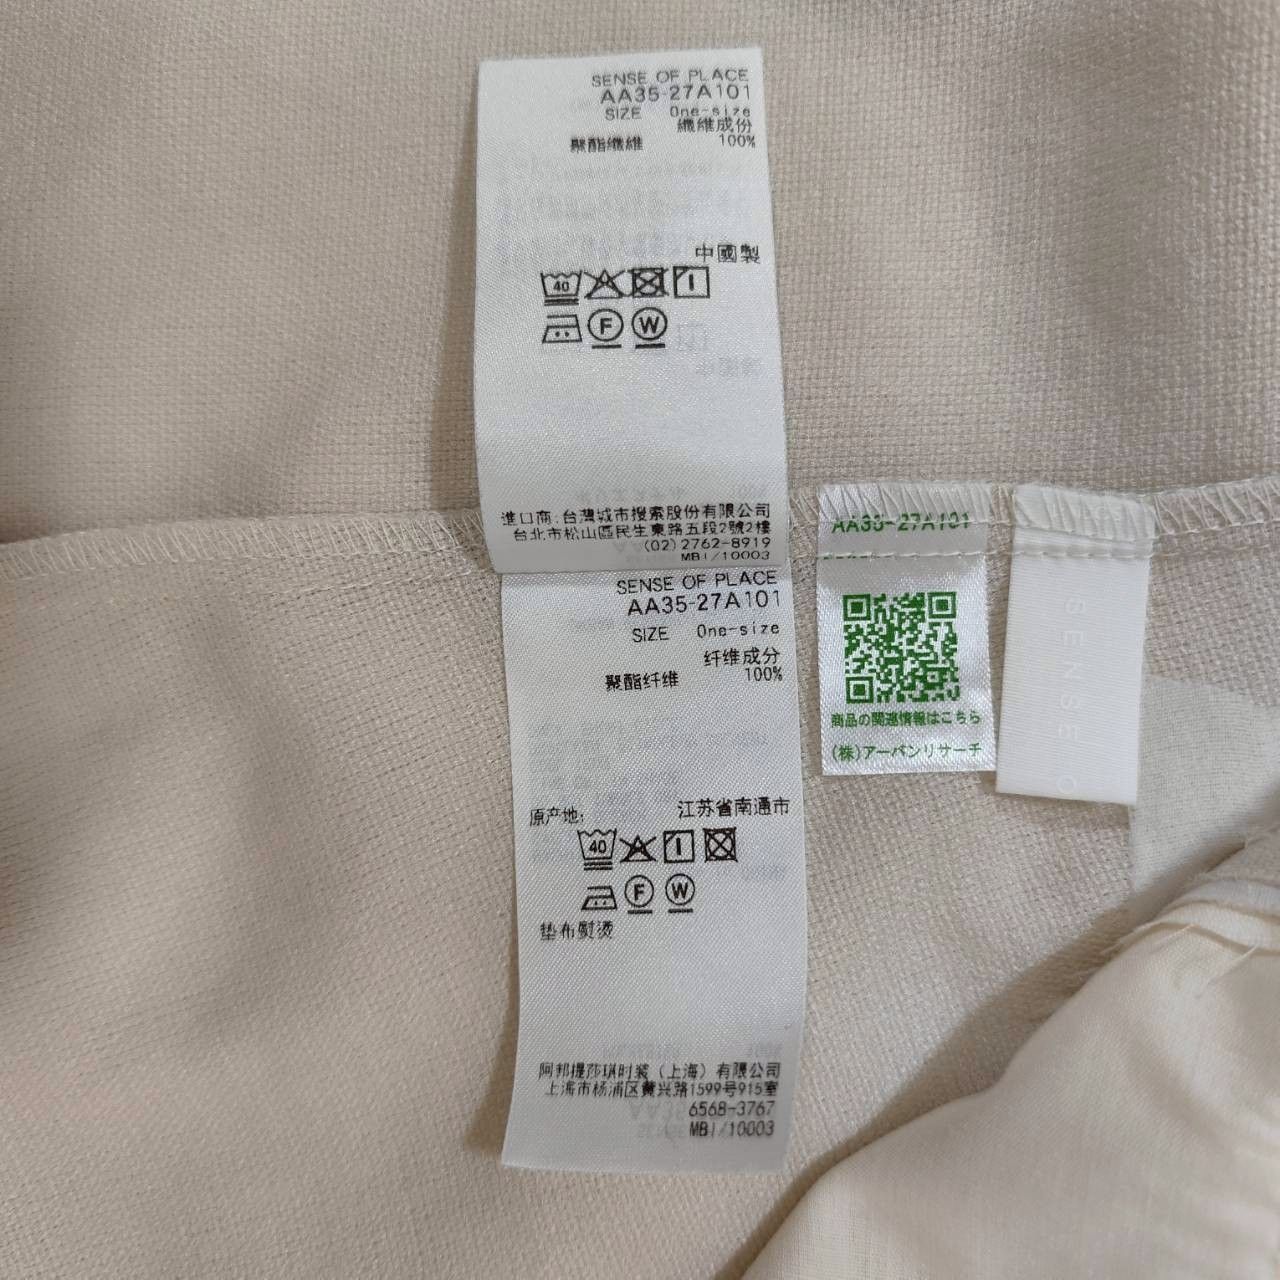 SENSE OF PLACE
AA35-27A101
SIZE One-size
纖維成份
聚酯纖維 100%
中國製
40
F W
進口商:台灣城市搜索股份有限公司
台北市松山區民生東路五段2號2樓
(02)2762-8919
MBI/10003
SENSE OF PLACE
AA35-27A101
SIZE One-size
纤维成分
聚酯纤维 100%
原产地: 江苏省南通市
40
F W
垫布熨烫
阿邦提莎琪时装(上海)有限公司
上海市杨浦区黄兴路1599号915室
6568-3767
MBI/10003
AA35-27A101
商品の関連情報はこちら
(株)アーバンリサーチ
SENSE O